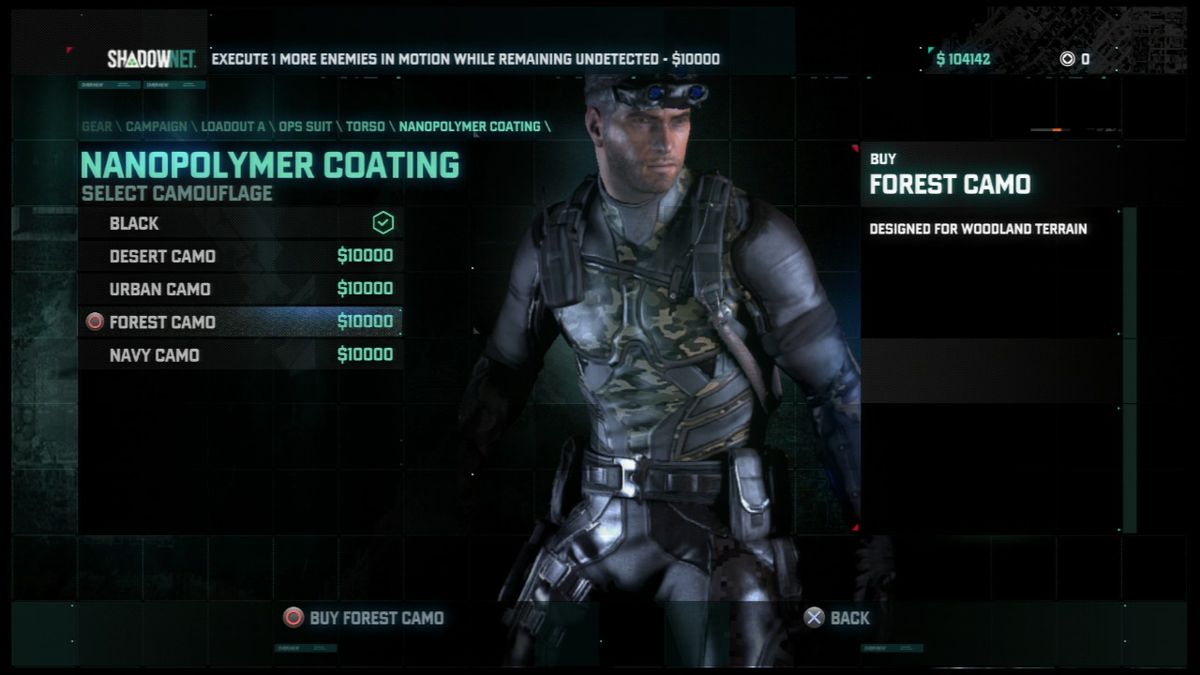 SHADOWNET.
EXECUTE 1 MORE ENEMIES IN MOTION WHILE REMAINING UNDETECTED - $10000
$ 104142
0
GEAR \ CAMPAIGN \ LOADOUT A \ OPS SUIT \ TORSO \ NANOPOLYMER COATING \
NANOPOLYMER COATING
SELECT CAMOUFLAGE
BLACK
DESERT CAMO $10000
URBAN CAMO $10000
FOREST CAMO $10000
NAVY CAMO $10000
BUY
FOREST CAMO
DESIGNED FOR WOODLAND TERRAIN
BUY FOREST CAMO
BACK